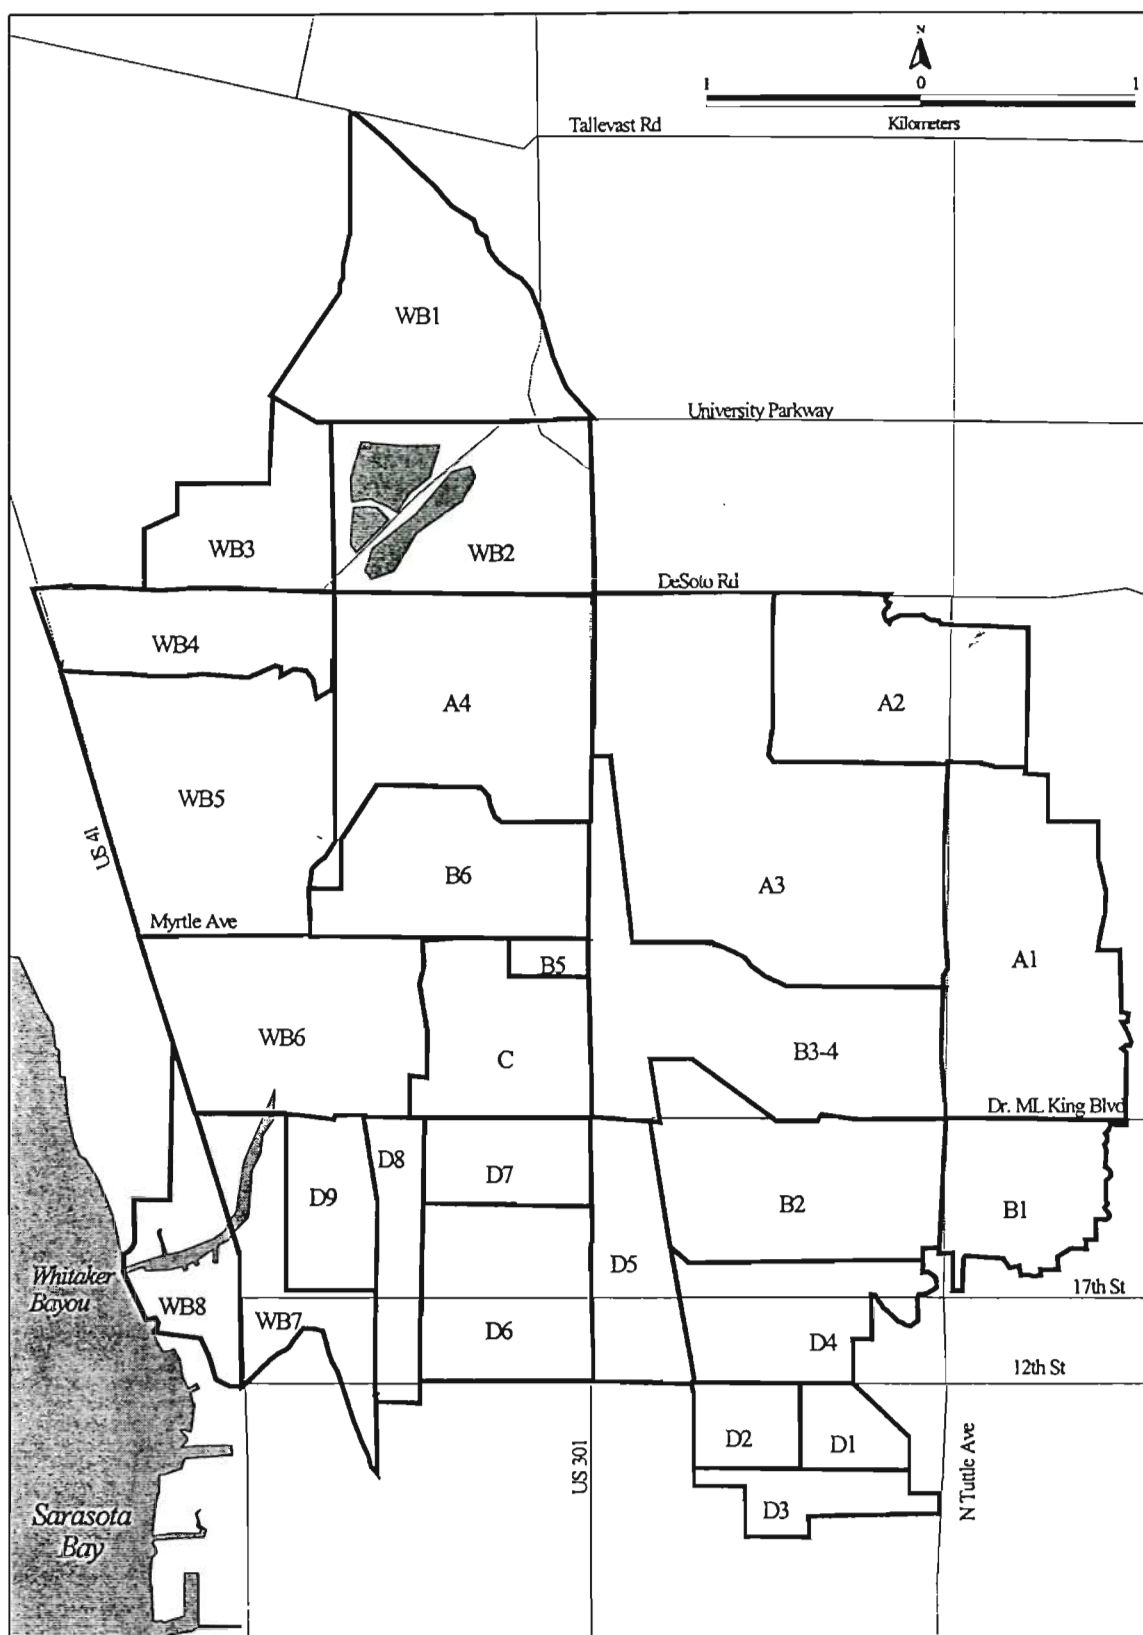 N
1 0 1
Tallevast Rd
Kilometers
WB1
University Parkway
WB3
WB2
DeSoto Rd
WB4
A4
A2
WB5
US 41
B6
A3
Myrtle Ave
B5
A1
WB6
C
B3-4
Dr. ML King Blvd
D8
D7
D9
B2
B1
D5
Whitaker
Bayou
WB8
WB7
17th St
D6
D4
12th St
D2
D1
US 301
N Tuttle Ave
D3
Sarasota
Bay